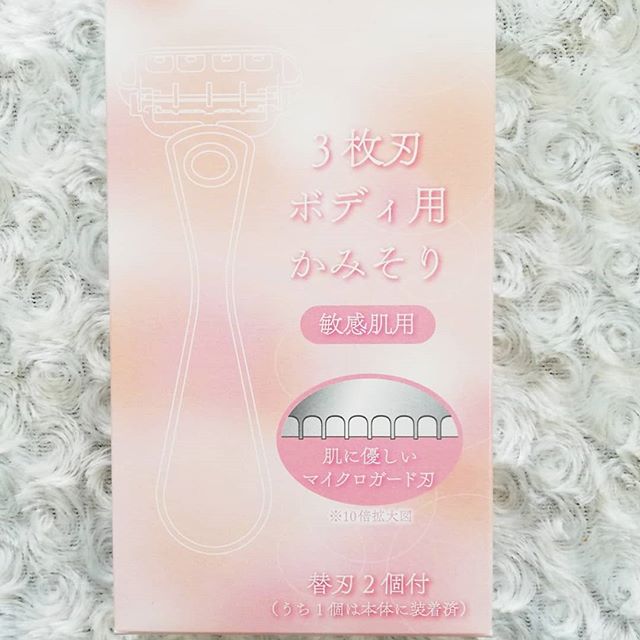 3枚刃
ボディ用
かみそり
敏感肌用
肌に優しい
マイクロガード刃
※10倍拡大図
替刃2個付
(うち1個は本体に装着済)